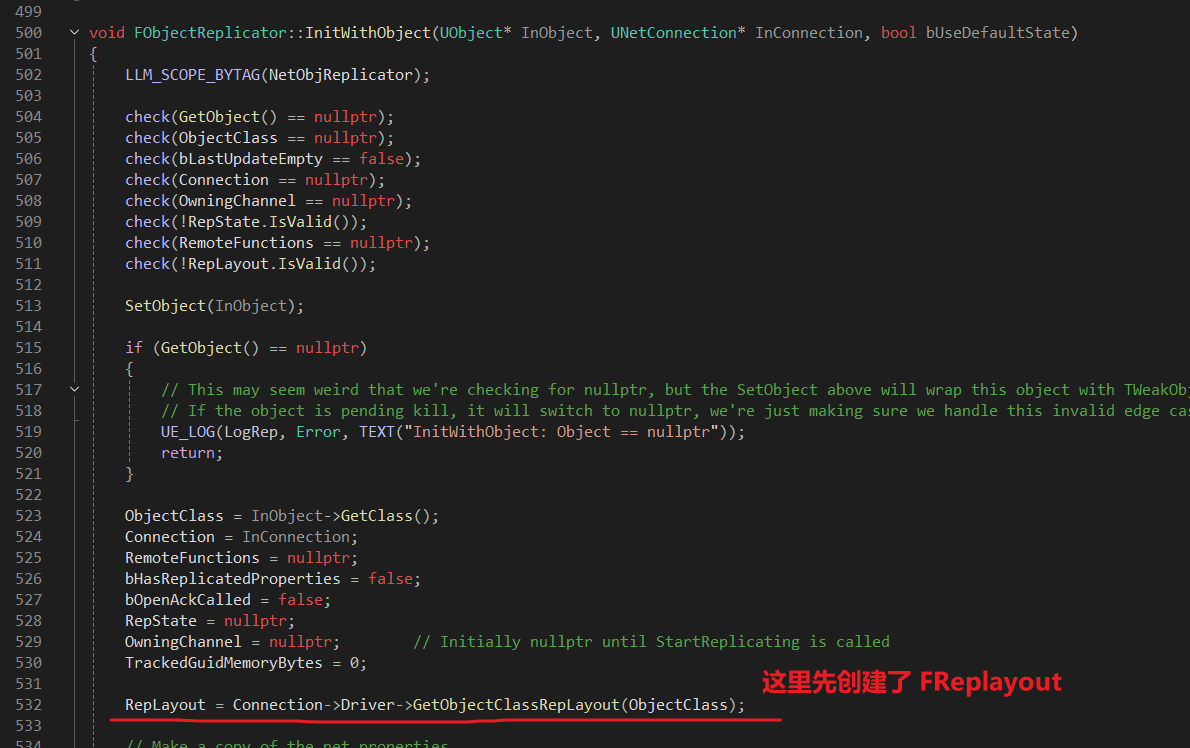 499
500 void FObjectReplicator::InitWithObject(UObject* InObject, UNetConnection* InConnection, bool bUseDefaultState)
501 {
502 LLM_SCOPE_BYTAG(NetObjReplicator);
503
504 check(GetObject() == nullptr);
505 check(ObjectClass == nullptr);
506 check(bLastUpdateEmpty == false);
507 check(Connection == nullptr);
508 check(OwningChannel == nullptr);
509 check(!RepState.IsValid());
510 check(RemoteFunctions == nullptr);
511 check(!RepLayout.IsValid());
512
513 SetObject(InObject);
514
515 if (GetObject() == nullptr)
516 {
517 // This may seem weird that we're checking for nullptr, but the SetObject above will wrap this object with TWeakObj
518 // If the object is pending kill, it will switch to nullptr, we're just making sure we handle this invalid edge cas
519 UE_LOG(LogRep, Error, TEXT("InitWithObject: Object == nullptr"));
520 return;
521 }
522
523 ObjectClass = InObject->GetClass();
524 Connection = InConnection;
525 RemoteFunctions = nullptr;
526 bHasReplicatedProperties = false;
527 bOpenAckCalled = false;
528 RepState = nullptr;
529 OwningChannel = nullptr; // Initially nullptr until StartReplicating is called
530 TrackedGuidMemoryBytes = 0;
531
这里先创建了 FReplayout
532 RepLayout = Connection->Driver->GetObjectClassRepLayout(ObjectClass);
533
534 // Make a copy of the net properties